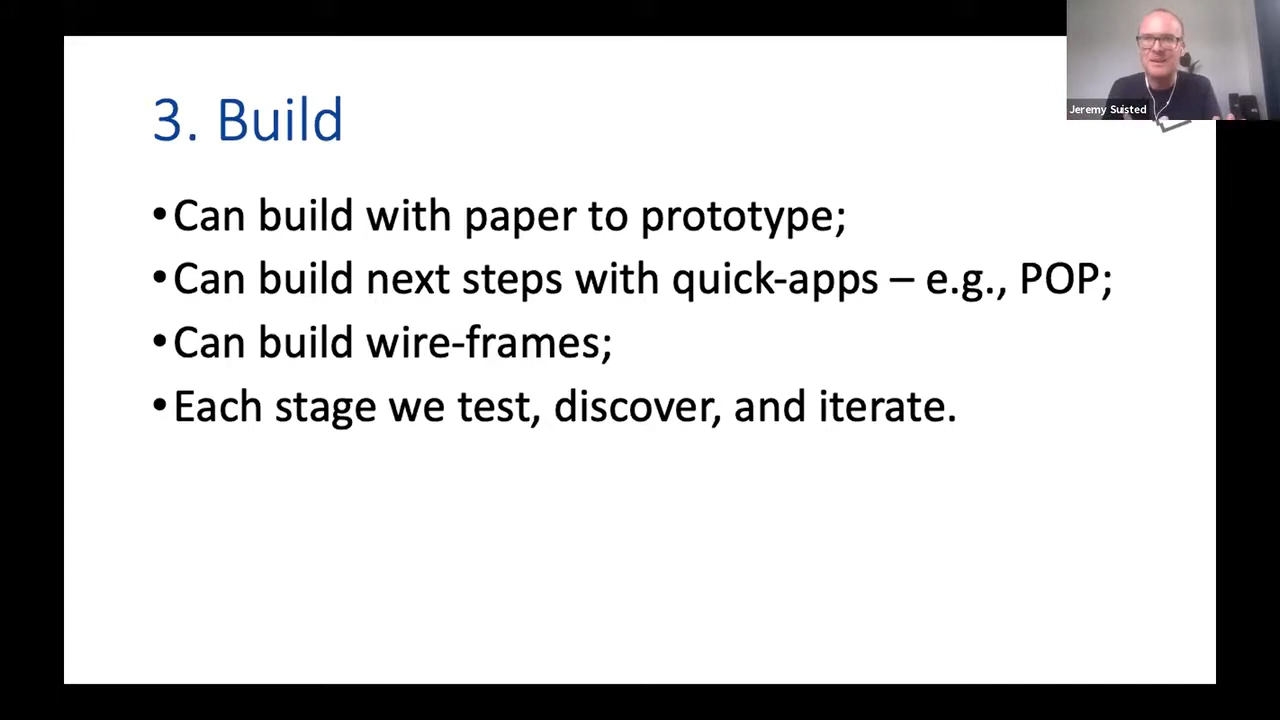 3. Build
•Can build with paper to prototype;
•Can build next steps with quick-apps – e.g., POP;
•Can build wire-frames;
•Each stage we test, discover, and iterate.
Jeremy Suisted